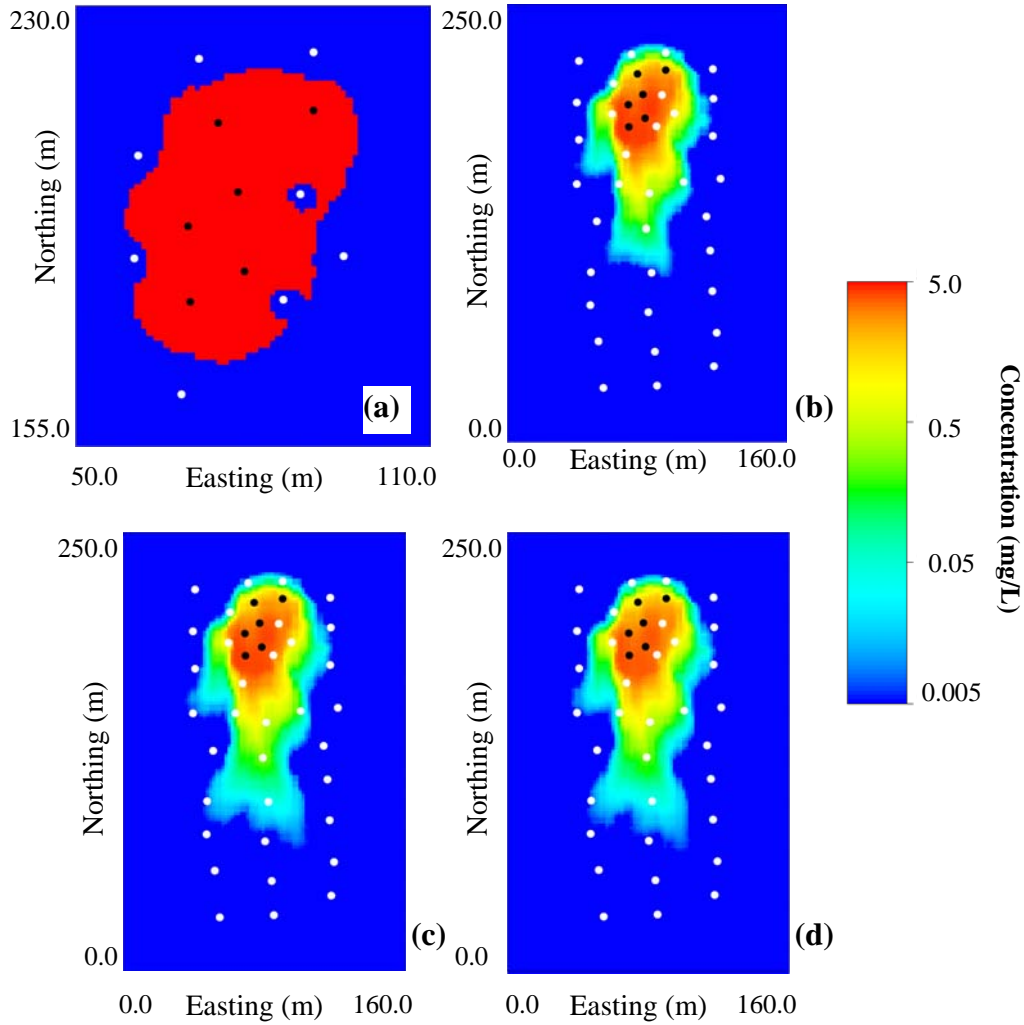 230.0
Northing (m)
155.0
50.0 Easting (m) 110.0
(a)
250.0
Northing (m)
0.0
0.0 Easting (m) 160.0
(b)
250.0
Northing (m)
0.0
0.0 Easting (m) 160.0
(c)
250.0
Northing (m)
0.0
0.0 Easting (m) 160.0
(d)
5.0
0.5
0.05
0.005
Concentration (mg/L)